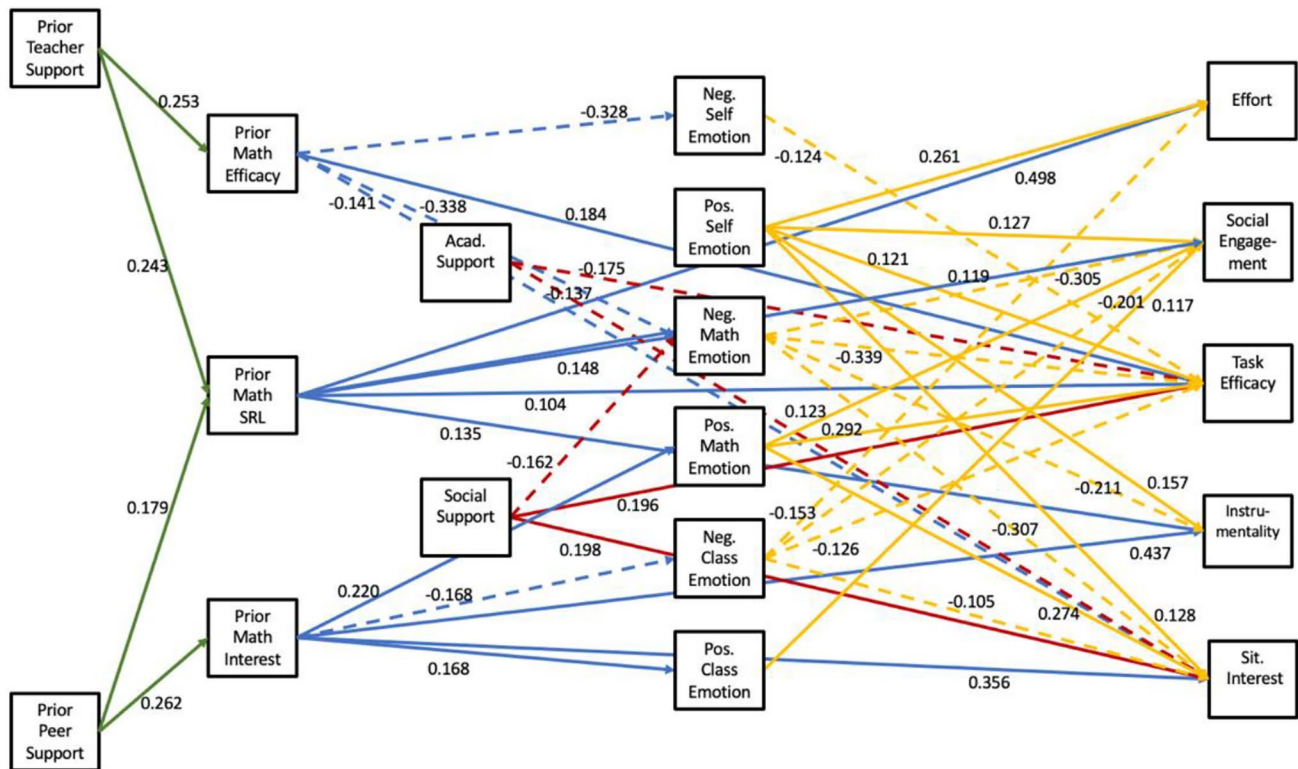 Prior
Teacher
Support
Prior
Math
Efficacy
Prior
Math
SRL
Prior
Math
Interest
Prior
Peer
Support
Acad.
Support
Social
Support
Neg.
Self
Emotion
Pos.
Self
Emotion
Neg.
Math
Emotion
Pos.
Math
Emotion
Neg.
Class
Emotion
Pos.
Class
Emotion
Effort
Social
Engage-
ment
Task
Efficacy
Instru-
mentality
Sit.
Interest
0.253
0.243
0.179
0.262
-0.328
-0.141
-0.338
0.184
-0.175
-0.137
0.148
0.104
0.135
-0.162
0.196
0.198
0.220
-0.168
0.168
-0.124
0.261
0.498
0.127
0.121
0.119
-0.305
-0.201
0.117
-0.339
0.123
0.292
0.157
-0.211
-0.153
-0.307
-0.126
0.437
-0.105
0.274
0.128
0.356